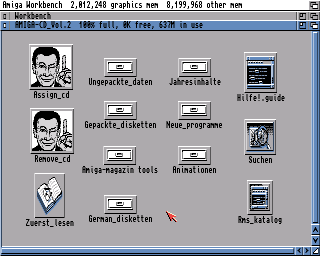 Amiga Workbench 2,012,248 graphics mem 8,199,968 other mem
Workbench
AMIGA-CD_Vol.2 100% full, 0K free, 637M in use
Assign_cd
Ungepackte_daten
Jahresinhalte
Hilfe!.guide
Gepackte_disketten
Neue_programme
Remove_cd
Suchen
Amiga-magazin tools
Animationen
Zuerst_lesen
German_disketten
Rms_katalog